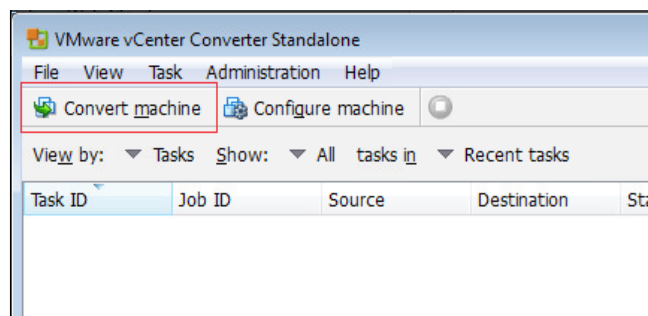 VMware vCenter Converter Standalone
File View Task Administration Help
Convert machine Configure machine
View by: Tasks Show: All tasks in Recent tasks
Task ID Job ID Source Destination Sta